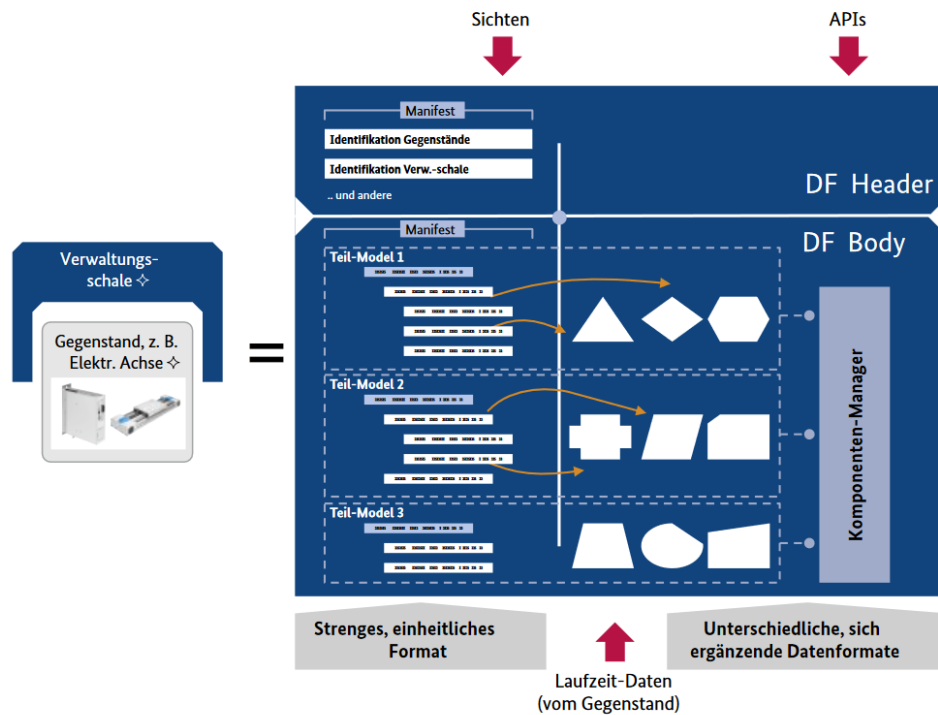 Sichten
APIs
Manifest
Identifikation Gegenstände
Identifikation Verw.-schale
.. und andere
DF Header
Manifest
DF Body
Teil-Model 1
Verwaltungs-
schale
Gegenstand, z. B.
Elektr. Achse
=
Teil-Model 2
Komponenten-Manager
Teil-Model 3
Strenges, einheitliches
Format
Unterschiedliche, sich
ergänzende Datenformate
Laufzeit-Daten
(vom Gegenstand)